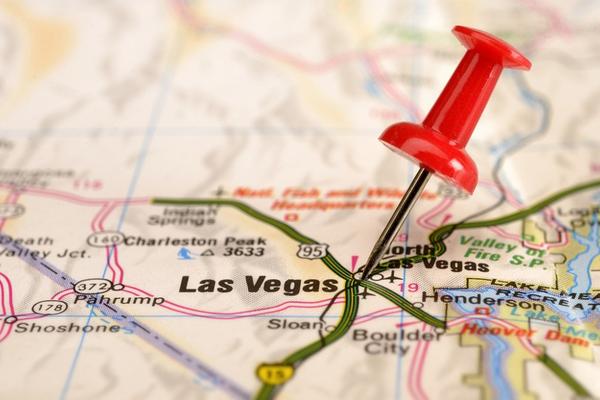 118
Natl. Fish and Wildlife
Headquarters
Indian
Springs
Death
Valley Jct.
160
Charleston Peak
3633
95
North
Las Vegas
Valley of
Fire S.P.
Las Vegas
372
Pahrump
19
Henderson
LAKE MEAD
RECREAT
178
Shoshone
Sloan
Boulder
City
Hoover Dam
15